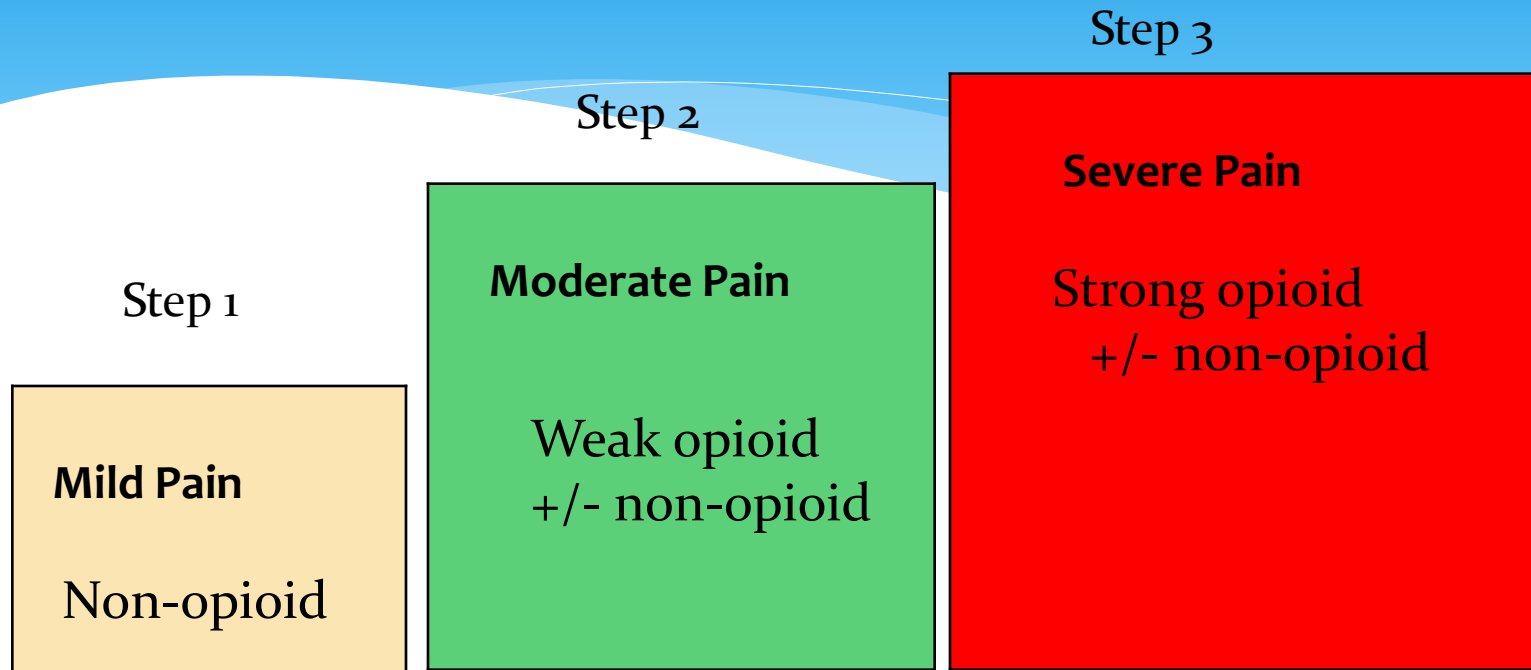 Step 1
Mild Pain
Non-opioid
Step 2
Moderate Pain
Weak opioid
+/- non-opioid
Step 3
Severe Pain
Strong opioid
+/- non-opioid